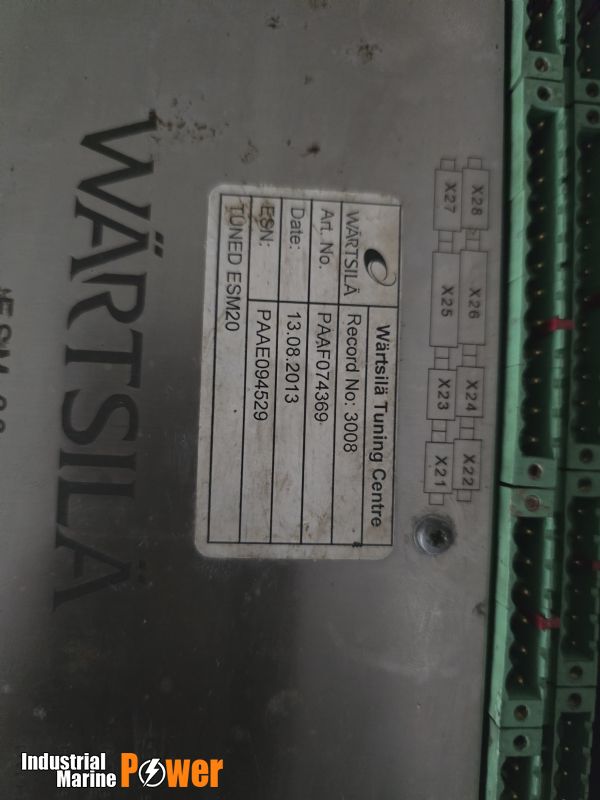 WÄRTSILÄ
Wärtsilä Tuning Centre
WÄRTSILÄ Record No: 3008
Art. No. PAAF074369
Date: 13.08.2013
ESN: PAAE094529
TUNED ESM20
X28 X26 X24 X22
X27 X25 X23 X21
Industrial
Marine Power